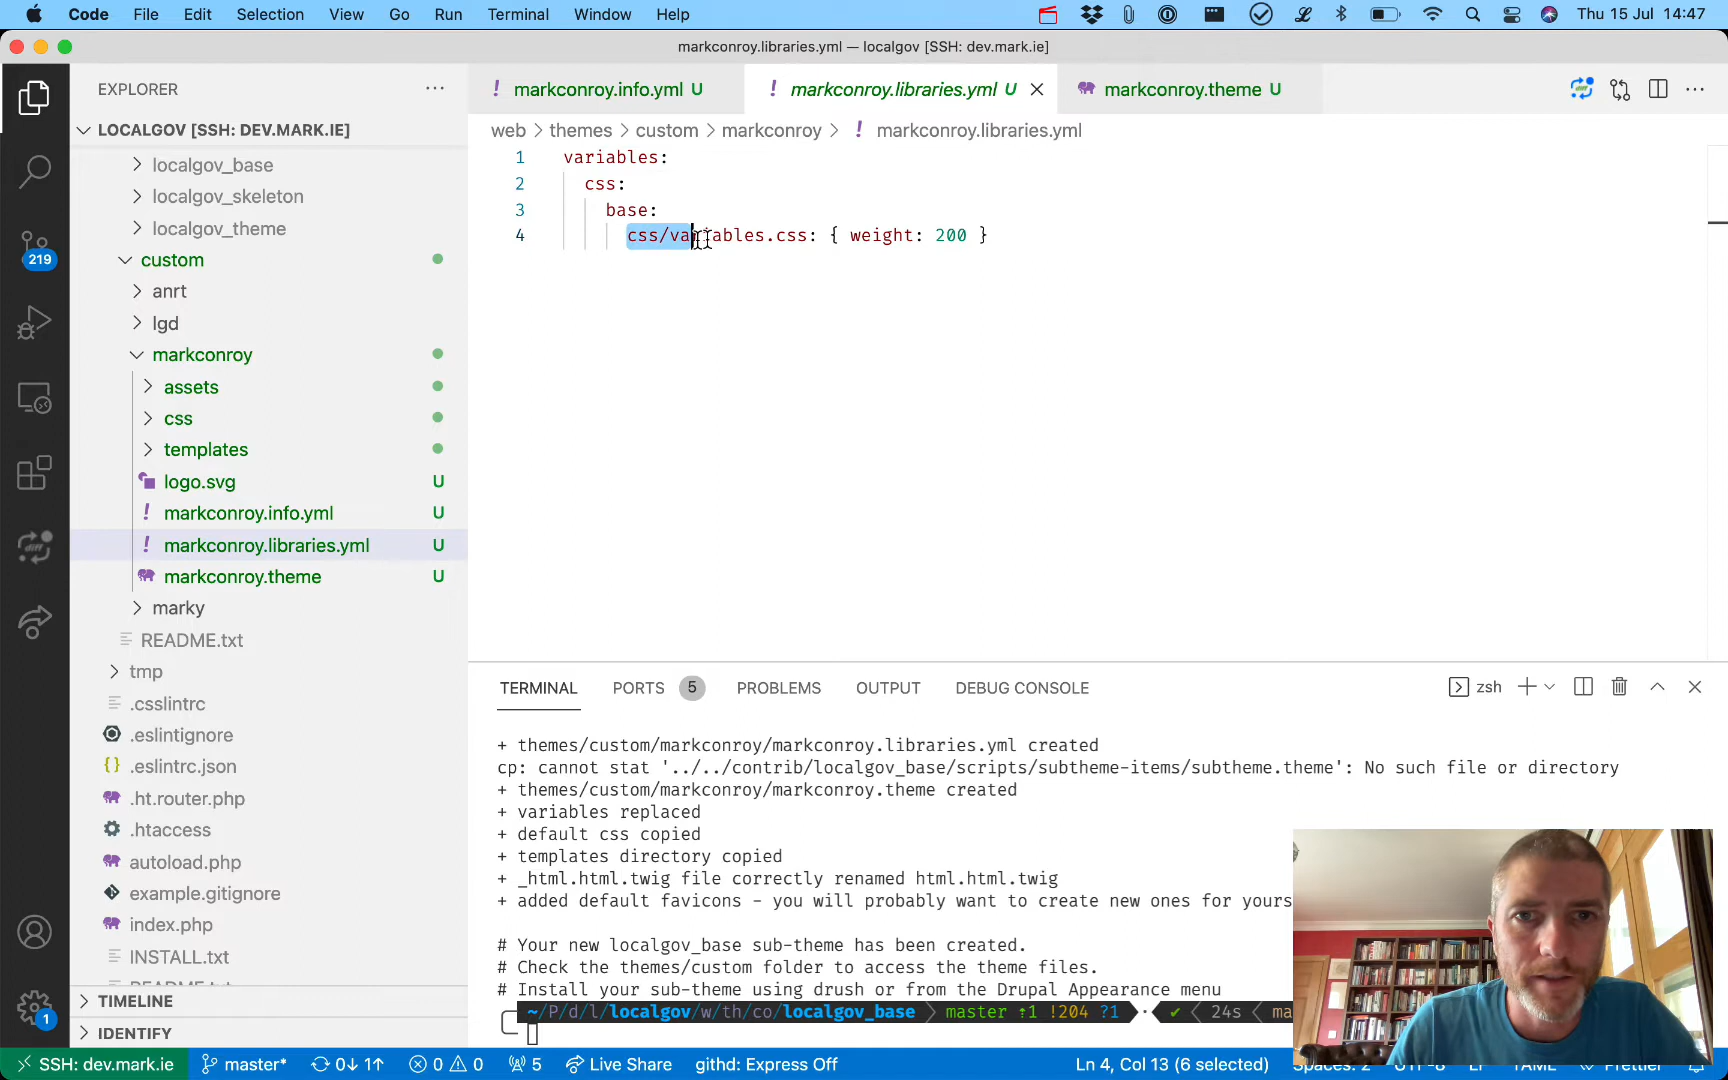 Code File Edit Selection View Go Run Terminal Window Help Thu 15 Jul 14:47
markconroy.libraries.yml — localgov [SSH: dev.mark.ie]
EXPLORER
! markconroy.info.yml U ! markconroy.libraries.yml U markconroy.theme U
LOCALGOV [SSH: DEV.MARK.IE]
web > themes > custom > markconroy > ! markconroy.libraries.yml
localgov_base
localgov_skeleton
localgov_theme
custom
anrt
lgd
markconroy
assets
css
templates
logo.svg U
! markconroy.info.yml U
! markconroy.libraries.yml U
markconroy.theme U
marky
README.txt
tmp
.csslintrc
.eslintignore
{} .eslintrc.json
.ht.router.php
.htaccess
autoload.php
example.gitignore
index.php
INSTALL.txt
TIMELINE
IDENTIFY
219
1
1 variables:
2 css:
3 base:
4 css/variables.css: { weight: 200 }
TERMINAL PORTS 5 PROBLEMS OUTPUT DEBUG CONSOLE zsh
+ themes/custom/markconroy/markconroy.libraries.yml created
cp: cannot stat '../../contrib/localgov_base/scripts/subtheme-items/subtheme.theme': No such file or directory
+ themes/custom/markconroy/markconroy.theme created
+ variables replaced
+ default css copied
+ templates directory copied
+ _html.html.twig file correctly renamed html.html.twig
+ added default favicons - you will probably want to create new ones for yours
# Your new localgov_base sub-theme has been created.
# Check the themes/custom folder to access the theme files.
# Install your sub-theme using drush or from the Drupal Appearance menu
~/P/d/l/localgov/w/th/co/localgov_base master ⇡1 !204 ?1 ✔ 24s ma
SSH: dev.mark.ie master* 0↓ 1↑ 0 0 5 Live Share githd: Express Off Ln 4, Col 13 (6 selected)